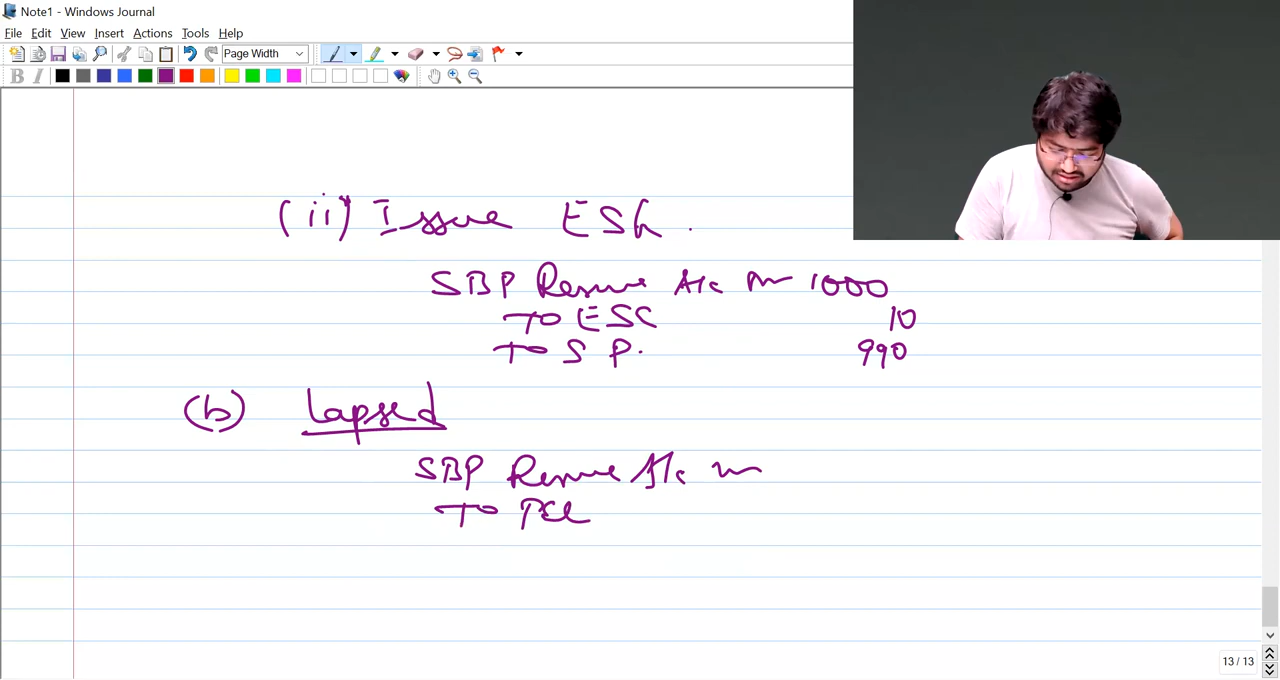 Note1 - Windows Journal
File Edit View Insert Actions Tools Help
Page Width
B I
(ii) Issue ESh.
SBP Reserve A/c Dr 1000
To ESC 10
To S P. 990
(b) Lapsed
SBP Reserve A/c Dr
To P&L
13 / 13